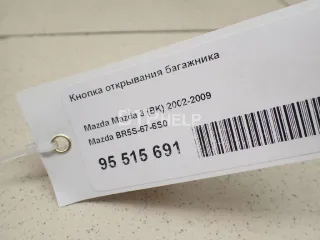 Кнопка открывания багажника
Mazda Mazda 3 (BK) 2002-2009
Mazda BR5S-67-6S0
95 515 691